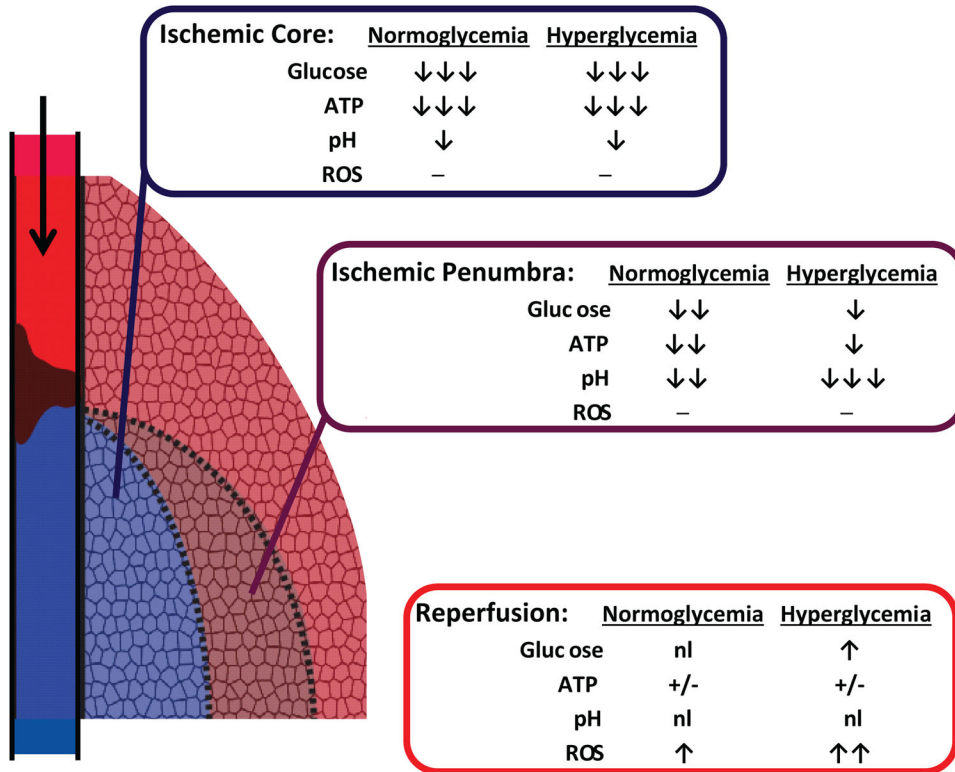 Ischemic Core: Normoglycemia Hyperglycemia
Glucose ↓↓↓ ↓↓↓
ATP ↓↓↓ ↓↓↓
pH ↓ ↓
ROS – –
Ischemic Penumbra: Normoglycemia Hyperglycemia
Gluc ose ↓↓ ↓
ATP ↓↓ ↓
pH ↓↓ ↓↓↓
ROS – –
Reperfusion: Normoglycemia Hyperglycemia
Gluc ose nl ↑
ATP +/- +/-
pH nl nl
ROS ↑ ↑↑